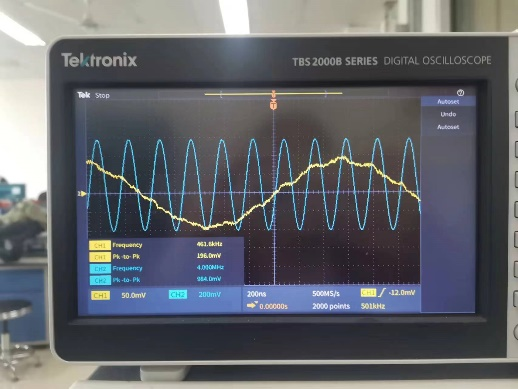 Tektronix
TBS 2000B SERIES DIGITAL OSCILLOSCOPE
Tek Stop
Autoset
Undo
Autoset
CH1 Frequency 461.6kHz
CH1 Pk-to-Pk 196.0mV
CH2 Frequency
CH2 Pk-to-Pk 984.0mV
CH1 50.0mV CH2 200mV 200ns 500MS/s CH1 -12.0mV
0.00000s 2000 points 501kHz